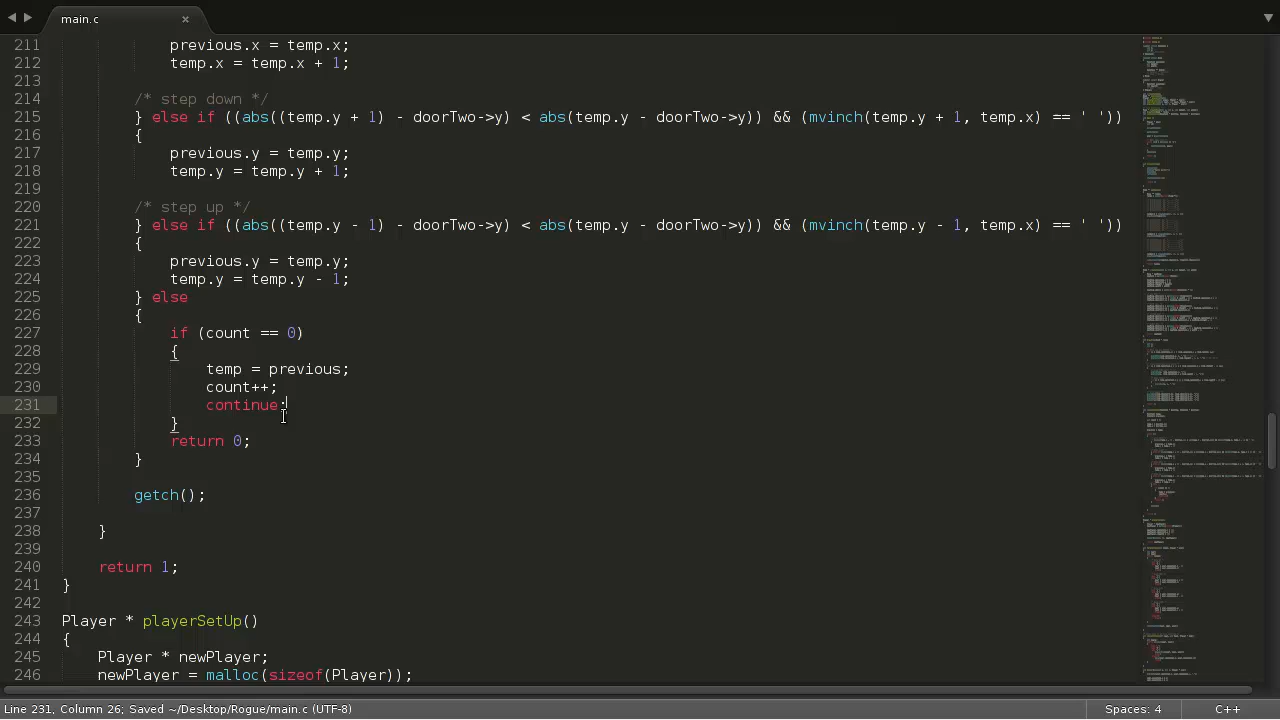 main.c
211 previous.x = temp.x;
212 temp.x = temp.x + 1;
213
214 /* step down */
215 } else if ((abs((temp.y + 1) - doorTwo->y) < abs(temp.y - doorTwo->y)) && (mvinch(temp.y + 1, temp.x) == ' '))
216 {
217 previous.y = temp.y;
218 temp.y = temp.y + 1;
219
220 /* step up */
221 } else if ((abs((temp.y - 1) - doorTwo->y) < abs(temp.y - doorTwo->y)) && (mvinch(temp.y - 1, temp.x) == ' '))
222 {
223 previous.y = temp.y;
224 temp.y = temp.y - 1;
225 } else
226 {
227 if (count == 0)
228 {
229 temp = previous;
230 count++;
231 continue;
232 }
233 return 0;
234 }
235
236 getch();
237
238 }
239
240 return 1;
241 }
242
243 Player * playerSetUp()
244 {
245 Player * newPlayer;
246 newPlayer = malloc(sizeof(Player));
Line 231, Column 26; Saved ~/Desktop/Rogue/main.c (UTF-8)
Spaces: 4
C++